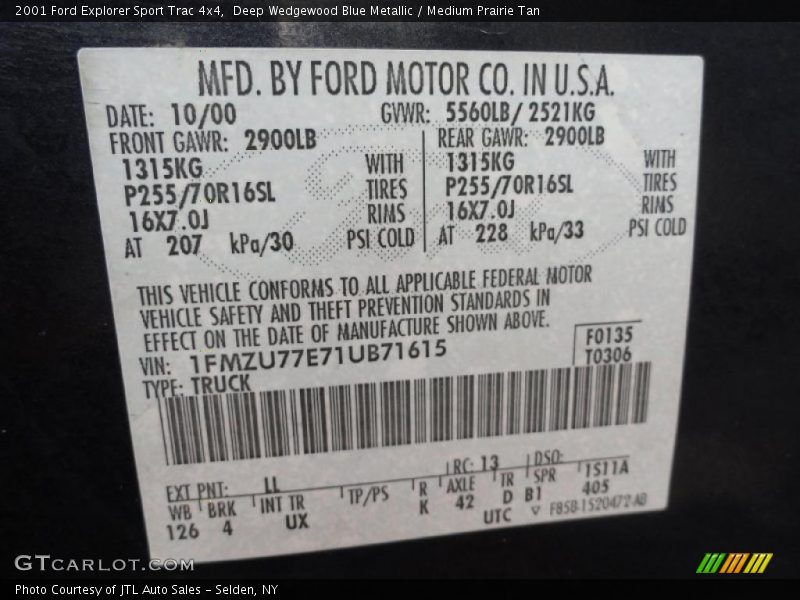 2001 Ford Explorer Sport Trac 4x4,  Deep Wedgewood Blue Metallic / Medium Prairie Tan
MFD. BY FORD MOTOR CO. IN U.S.A.
DATE: 10/00 GVWR: 5560LB/ 2521KG
FRONT GAWR: 2900LB REAR GAWR: 2900LB
1315KG WITH 1315KG WITH
P255/70R16SL TIRES P255/70R16SL TIRES
16X7.0J RIMS 16X7.0J RIMS
AT 207 kPa/30 PSI COLD AT 228 kPa/33 PSI COLD
THIS VEHICLE CONFORMS TO ALL APPLICABLE FEDERAL MOTOR
VEHICLE SAFETY AND THEFT PREVENTION STANDARDS IN
EFFECT ON THE DATE OF MANUFACTURE SHOWN ABOVE.
VIN: 1FMZU77E71UB71615 F0135
TYPE: TRUCK T0306
EXT PNT: LL RC: 13 DSO:
WB BRK INT TR TP/PS R AXLE TR SPR 1S11A
126 4 UX K 42 D B1 405
UTC F85B-1520472-AB
GTCARLOT.COM
Photo Courtesy of JTL Auto Sales - Selden, NY